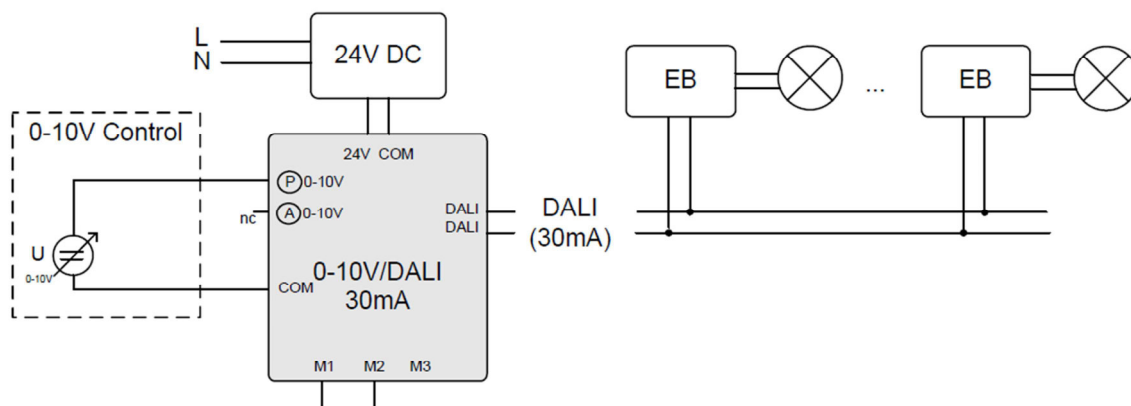 L
N
24V DC
EB
...
EB
0-10V Control
24V COM
P 0-10V
nc
A 0-10V
DALI
DALI
DALI
(30mA)
U
0-10V
0-10V/DALI
30mA
COM
M1 M2 M3